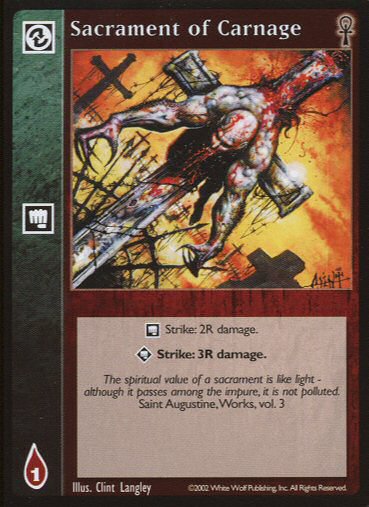 Sacrament of Carnage
Strike: 2R damage.
Strike: 3R damage.
The spiritual value of a sacrament is like light -
although it passes among the impure, it is not polluted.
Saint Augustine, Works, vol. 3
1
Illus. Clint Langley
©2002 White Wolf Publishing, Inc. All Rights Reserved.